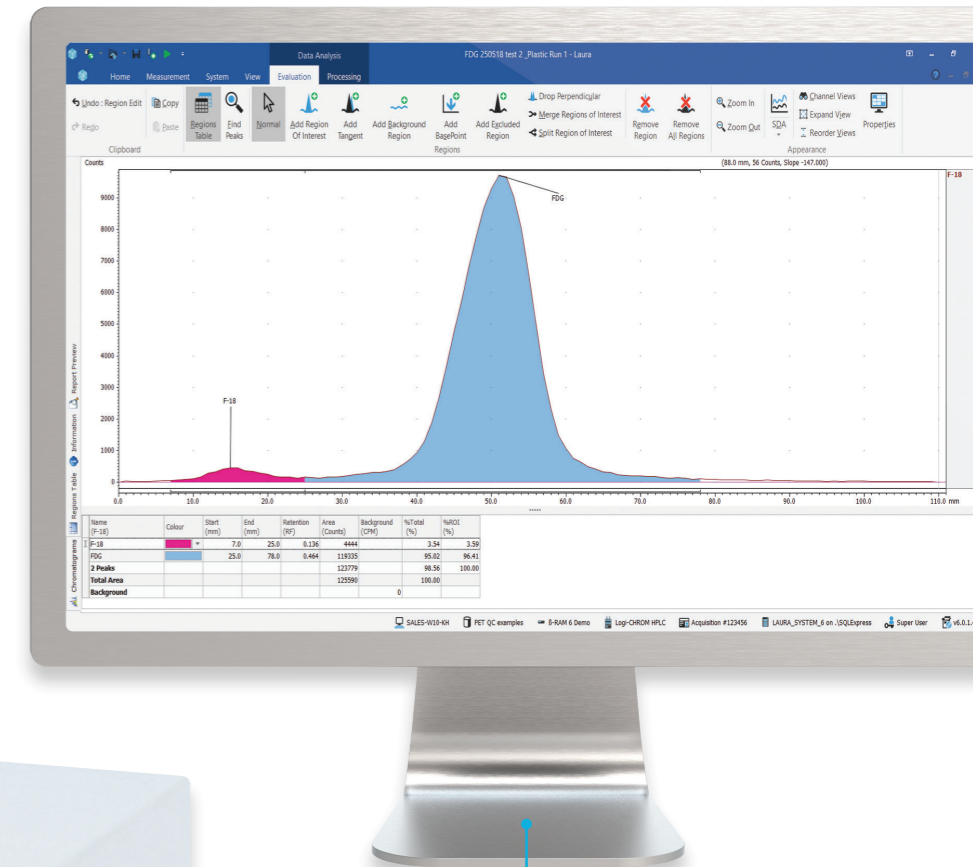 Data Analysis
FDG 250518 test 2 _Plastic Run 1 - Laura
Home Measurement System View Evaluation Processing
Undo : Region Edit
Redo
Copy
Paste
Clipboard
Regions Table
Find Peaks
Normal
Add Region Of Interest
Add Tangent
Add Background Region
Add BasePoint
Add Excluded Region
Drop Perpendicular
Merge Regions of Interest
Split Region of Interest
Remove Region
Remove All Regions
Regions
Zoom In
Zoom Out
SDA
Channel Views
Expand View
Reorder Views
Properties
Appearance
Counts
(88.0 mm, 56 Counts, Slope -147.000)
F-18
9000
8000
7000
6000
5000
4000
3000
2000
1000
0
FDG
F-18
0.0 10.0 20.0 30.0 40.0 50.0 60.0 70.0 80.0 90.0 100.0 110.0 mm
Report Preview
Information
Regions Table
Chromatograms
Name (F-18) Colour Start (mm) End (mm) Retention (RF) Area (Counts) Background (CPM) %Total (%) %ROI (%)
F-18 7.0 25.0 0.136 4444 3.54 3.59
FDG 25.0 78.0 0.464 119335 95.02 96.41
2 Peaks 123779 98.56 100.00
Total Area 125590 100.00
Background 0
SALES-W10-KH PET QC examples ß-RAM 6 Demo Logi-CHROM HPLC Acquisition #123456 LAURA_SYSTEM_6 on .\SQLExpress Super User v6.0.1.